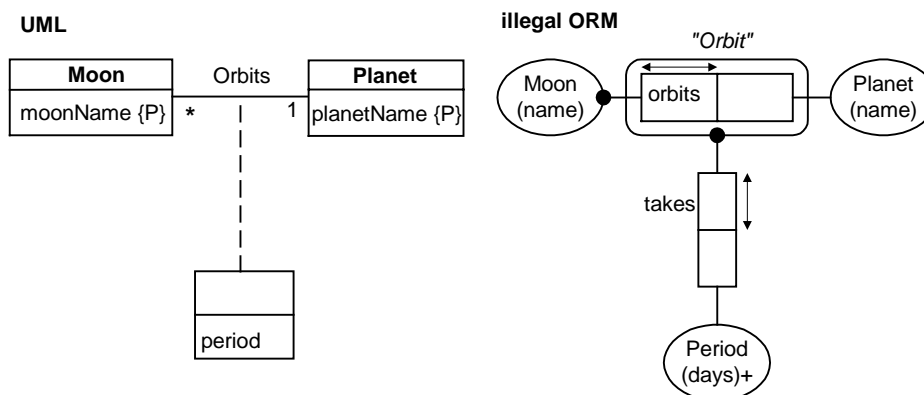 UML
Moon
moonName {P}
Orbits
*
1
Planet
planetName {P}
period
illegal ORM
"Orbit"
Moon
(name)
orbits
Planet
(name)
takes
Period
(days)+